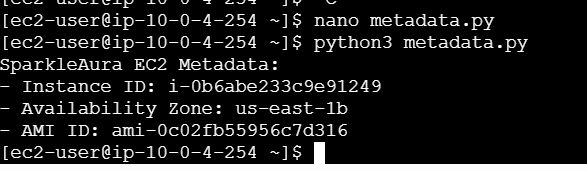 [ec2-user@ip-10-0-4-254 ~]$ nano metadata.py
[ec2-user@ip-10-0-4-254 ~]$ python3 metadata.py
SparkleAura EC2 Metadata:
- Instance ID: i-0b6abe233c9e91249
- Availability Zone: us-east-1b
- AMI ID: ami-0c02fb55956c7d316
[ec2-user@ip-10-0-4-254 ~]$